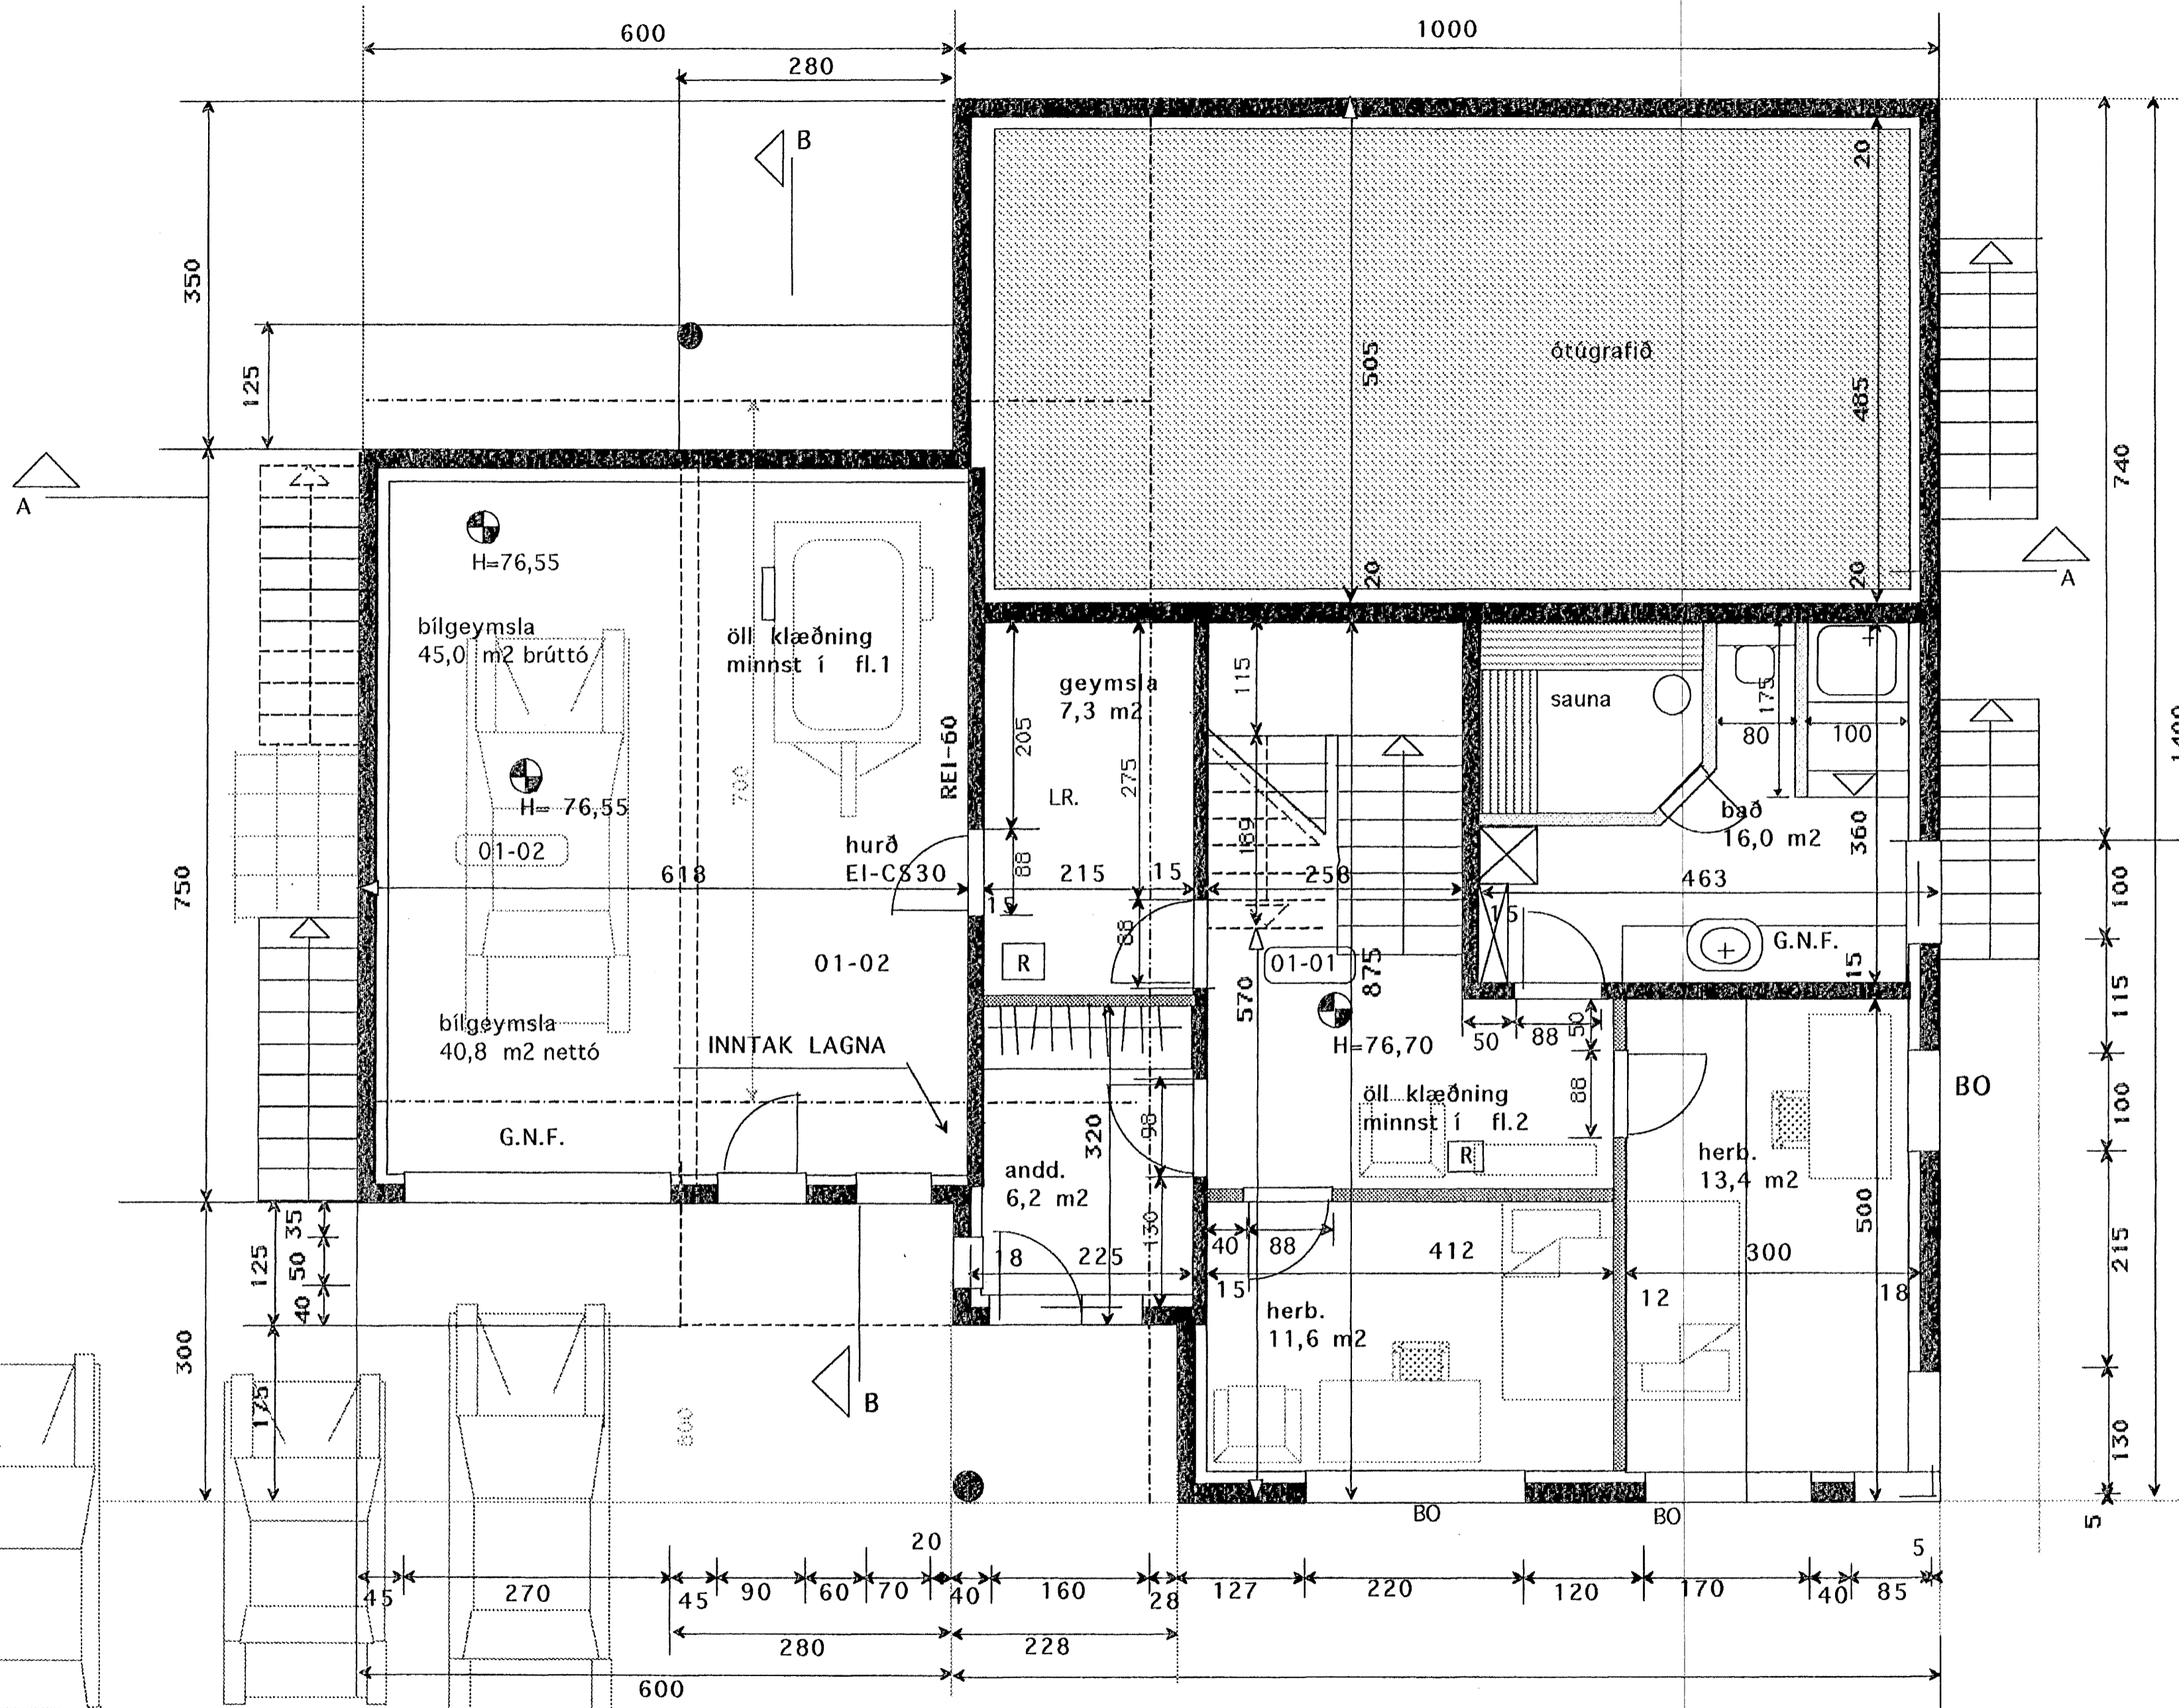 600
1000
280
B
350
125
20
505
ótúgrafið
485
740
20
20
A
A
H=76,55
bílgeymsla
45,0 m2 brúttó
öll klæðning
minnst í fl.1
geymsla
7,3 m2
115
sauna
175
80
100
1400
205
275
REI-60
700
LR.
H= 76,55
01-02
hurð
EI-CS30
88
189
bað
16,0 m2
360
750
618
215
15
258
463
100
15
15
88
01-02
R
01-01
875
G.N.F.
15
115
570
H=76,70
50
88
50
bílgeymsla
40,8 m2 nettó
INNTAK LAGNA
BO
öll klæðning
minnst í fl.2
88
100
G.N.F.
320
98
R
herb.
13,4 m2
andd.
6,2 m2
500
35
125
50
40
130
18
225
40
88
412
300
215
15
12
18
herb.
11,6 m2
300
175
B
800
130
BO
BO
5
20
5
45
270
45
90
60
70
40
160
28
127
220
120
170
40
85
280
228
600